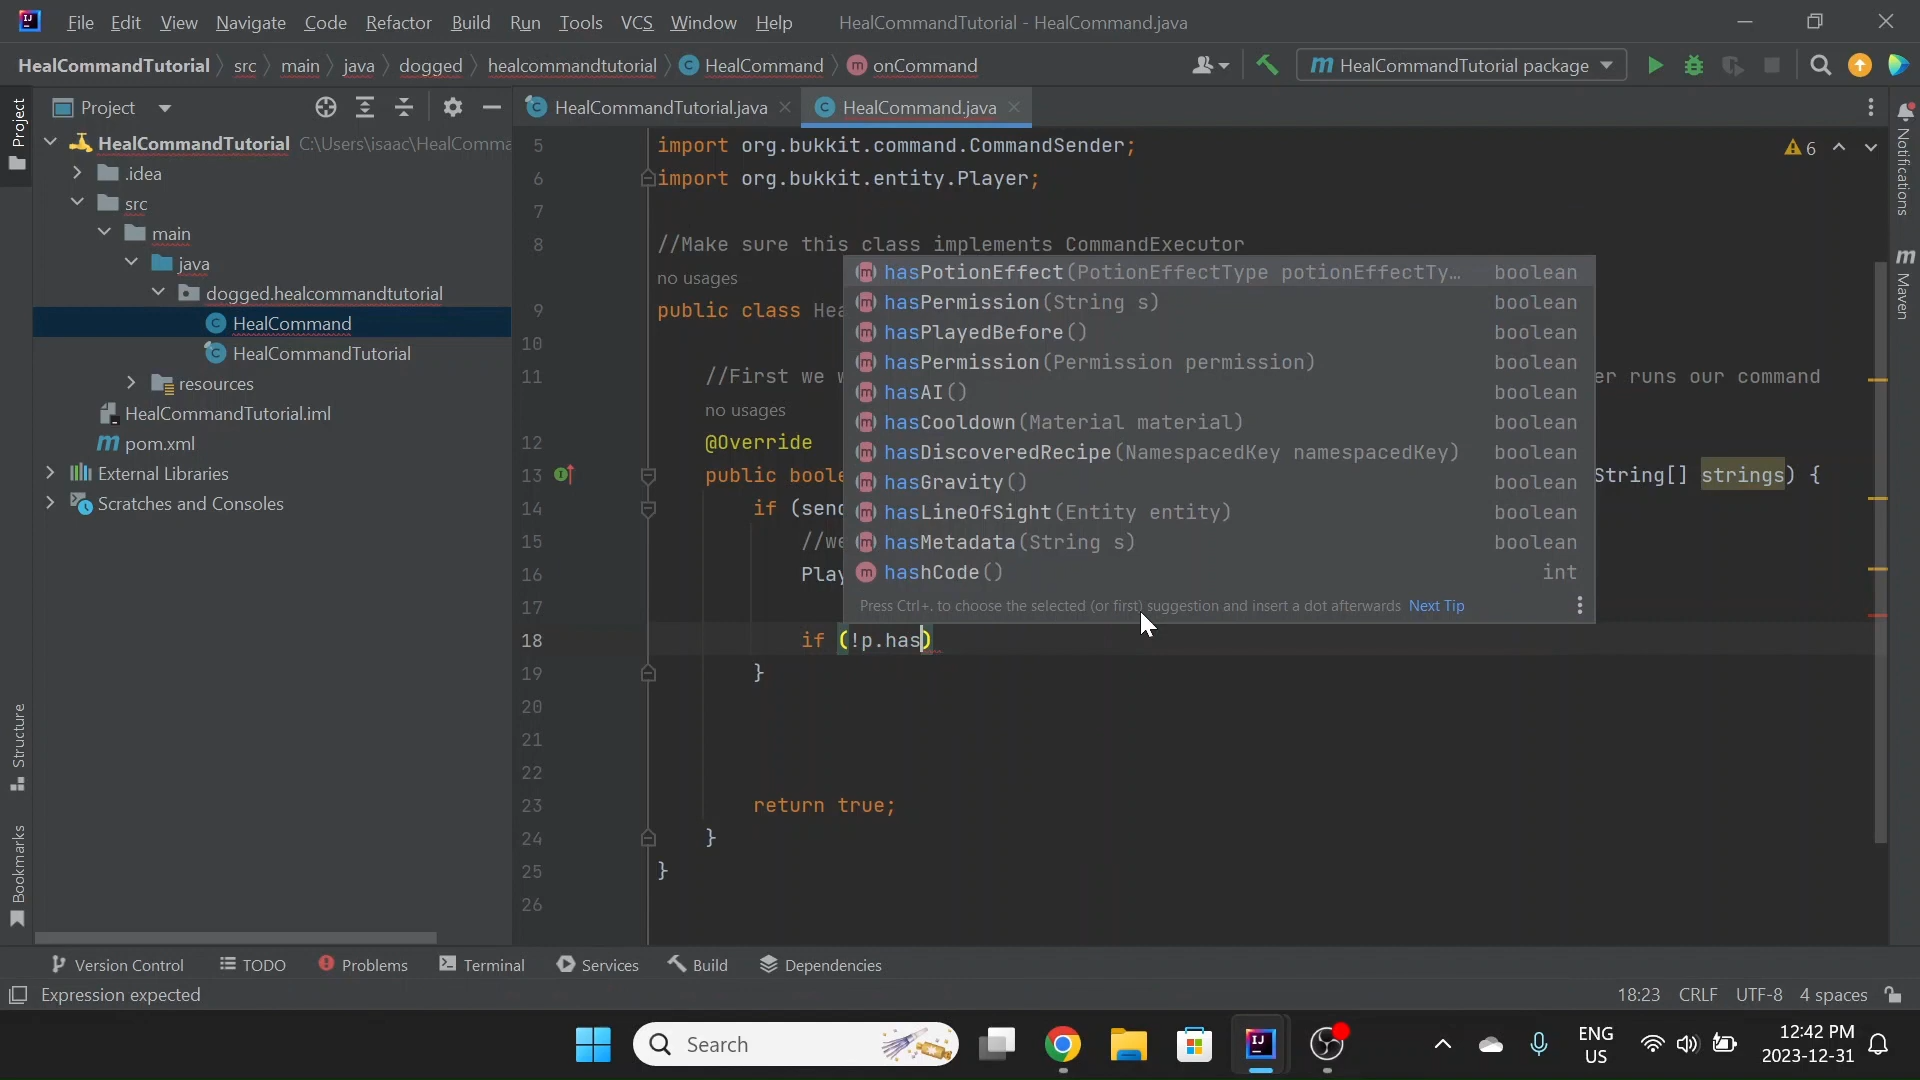 File Edit View Navigate Code Refactor Build Run Tools VCS Window Help HealCommandTutorial - HealCommand.java
HealCommandTutorial src main java dogged healcommandtutorial HealCommand onCommand HealCommandTutorial package
Project HealCommandTutorial.java HealCommand.java
HealCommandTutorial C:\Users\isaac\HealComma
.idea
src
main
java
dogged.healcommandtutorial
HealCommand
HealCommandTutorial
resources
HealCommandTutorial.iml
pom.xml
External Libraries
Scratches and Consoles
Project
Structure
Bookmarks
5 import org.bukkit.command.CommandSender;
6 import org.bukkit.entity.Player;
7
8 //Make sure this class implements CommandExecutor
no usages
9 public class Hea
10
11 //First we w er runs our command
no usages
12 @Override
13 public boole String[] strings) {
14 if (send
15 //we
16 Play
17
18 if (!p.has)
19 }
20
21
22
23 return true;
24 }
25 }
26
6
hasPotionEffect(PotionEffectType potionEffectTy… boolean
hasPermission(String s) boolean
hasPlayedBefore() boolean
hasPermission(Permission permission) boolean
hasAI() boolean
hasCooldown(Material material) boolean
hasDiscoveredRecipe(NamespacedKey namespacedKey) boolean
hasGravity() boolean
hasLineOfSight(Entity entity) boolean
hasMetadata(String s) boolean
hashCode() int
Press Ctrl+. to choose the selected (or first) suggestion and insert a dot afterwards Next Tip
Notifications
Maven
Version Control TODO Problems Terminal Services Build Dependencies
Expression expected 18:23 CRLF UTF-8 4 spaces
Search ENG 12:42 PM
US 2023-12-31